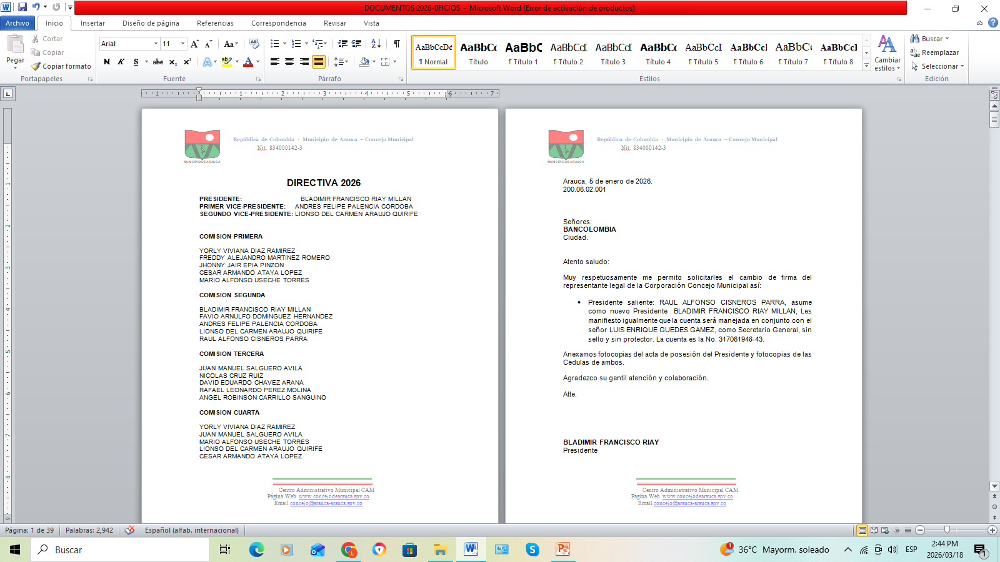 DOCUMENTOS 2026-OFICIOS - Microsoft Word (Error de activación de productos)
Archivo Inicio Insertar Diseño de página Referencias Correspondencia Revisar Vista
Pegar
Cortar
Copiar
Copiar formato
Portapapeles
Arial 11
N K S abc x₂ x²
Fuente
Párrafo
AaBbCcDd AaBbCc AaBbC AaBbCcI AaBbCcI AaBbCc AaBbCcI AaBbCcI AaBbCcI AaBbCcI
¶ Normal Título ¶ Título 1 ¶ Título 2 Título 3 ¶ Título 4 ¶ Título 5 ¶ Título 6 ¶ Título 7 ¶ Título 8
Estilos
Cambiar estilos
Buscar
Reemplazar
Seleccionar
Edición
1 1 2 3 4 5 6 7
República de Colombia - Municipio de Arauca – Concejo Municipal
Nit. 834000142-3
MUNICIPIO DE ARAUCA
DIRECTIVA 2026
PRESIDENTE: BLADIMIR FRANCISCO RIAY MILLAN
PRIMER VICE-PRESIDENTE: ANDRES FELIPE PALENCIA CORDOBA
SEGUNDO VICE-PRESIDENTE: LIONSO DEL CARMEN ARAUJO QUIRIFE
COMISION PRIMERA
YORLY VIVIANA DIAZ RAMIREZ
FREDDY ALEJANDRO MARTINEZ ROMERO
JHONNY JAIR EPIA PINZON
CESAR ARMANDO ATAYA LOPEZ
MARIO ALFONSO USECHE TORRES
COMISION SEGUNDA
BLADIMIR FRANCISCO RIAY MILLAN
FAVIO ARNULFO DOMINGUEZ HERNANDEZ
ANDRES FELIPE PALENCIA CORDOBA
LIONSO DEL CARMEN ARAUJO QUIRIFE
RAUL ALFONSO CISNEROS PARRA
COMISION TERCERA
JUAN MANUEL SALGUERO AVILA
NICOLAS CRUZ RUIZ
DAVID EDUARDO CHAVEZ ARANA
RAFAEL LEONARDO PEREZ MOLINA
ANGEL ROBINSON CARRILLO SANGUINO
COMISION CUARTA
YORLY VIVIANA DIAZ RAMIREZ
JUAN MANUEL SALGUERO AVILA
MARIO ALFONSO USECHE TORRES
LIONSO DEL CARMEN ARAUJO QUIRIFE
CESAR ARMANDO ATAYA LOPEZ
Centro Administrativo Municipal CAM
Página Web www.concejodearauca.gov.co
Email concejo@arauca-arauca.gov.co
República de Colombia - Municipio de Arauca – Concejo Municipal
Nit. 834000142-3
MUNICIPIO DE ARAUCA
Arauca, 5 de enero de 2026.
200.06.02.001
Señores:
BANCOLOMBIA
Ciudad.
Atento saludo:
Muy respetuosamente me permito solicitarles el cambio de firma del
representante legal de la Corporación Concejo Municipal así:
• Presidente saliente: RAUL ALFONSO CISNEROS PARRA, asume
como nuevo Presidente BLADIMIR FRANCISCO RIAY MILLAN, Les
manifiesto igualmente que la cuenta será manejada en conjunto con el
señor LUIS ENRIQUE GUEDES GAMEZ, como Secretario General, sin
sello y sin protector. La cuenta es la No. 317061948-43.
Anexamos fotocopias del acta de posesión del Presidente y fotocopias de las
Cedulas de ambos.
Agradezco su gentil atención y colaboración.
Atte.
BLADIMIR FRANCISCO RIAY
Presidente
Centro Administrativo Municipal CAM
Página Web www.concejodearauca.gov.co
Email concejo@arauca-arauca.gov.co
Página: 1 de 39 Palabras: 2,942 Español (alfab. internacional)
Buscar
36°C Mayorm. soleado
ESP
2:44 PM
2026/03/18